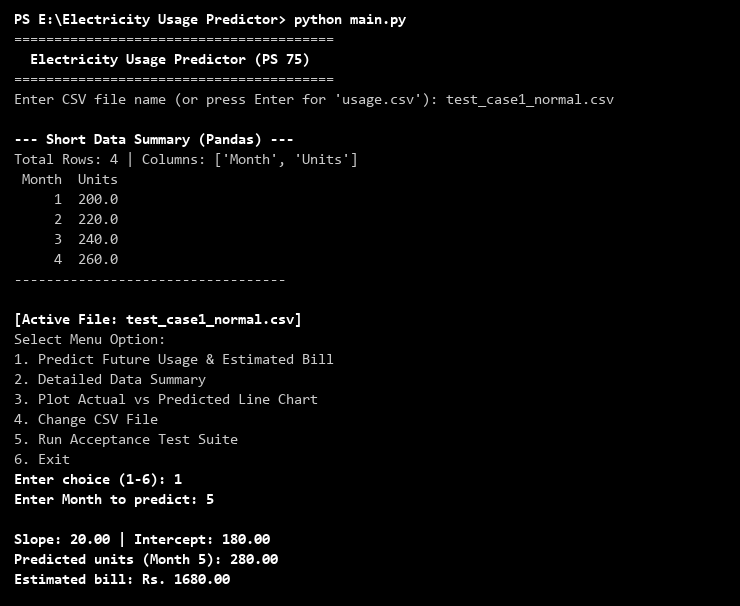 PS E:\Electricity Usage Predictor> python main.py
========================================
  Electricity Usage Predictor (PS 75)
========================================
Enter CSV file name (or press Enter for 'usage.csv'): test_case1_normal.csv

--- Short Data Summary (Pandas) ---
Total Rows: 4 | Columns: ['Month', 'Units']
 Month  Units
     1  200.0
     2  220.0
     3  240.0
     4  260.0
----------------------------------

[Active File: test_case1_normal.csv]
Select Menu Option:
1. Predict Future Usage & Estimated Bill
2. Detailed Data Summary
3. Plot Actual vs Predicted Line Chart
4. Change CSV File
5. Run Acceptance Test Suite
6. Exit
Enter choice (1-6): 1
Enter Month to predict: 5

Slope: 20.00 | Intercept: 180.00
Predicted units (Month 5): 280.00
Estimated bill: Rs. 1680.00